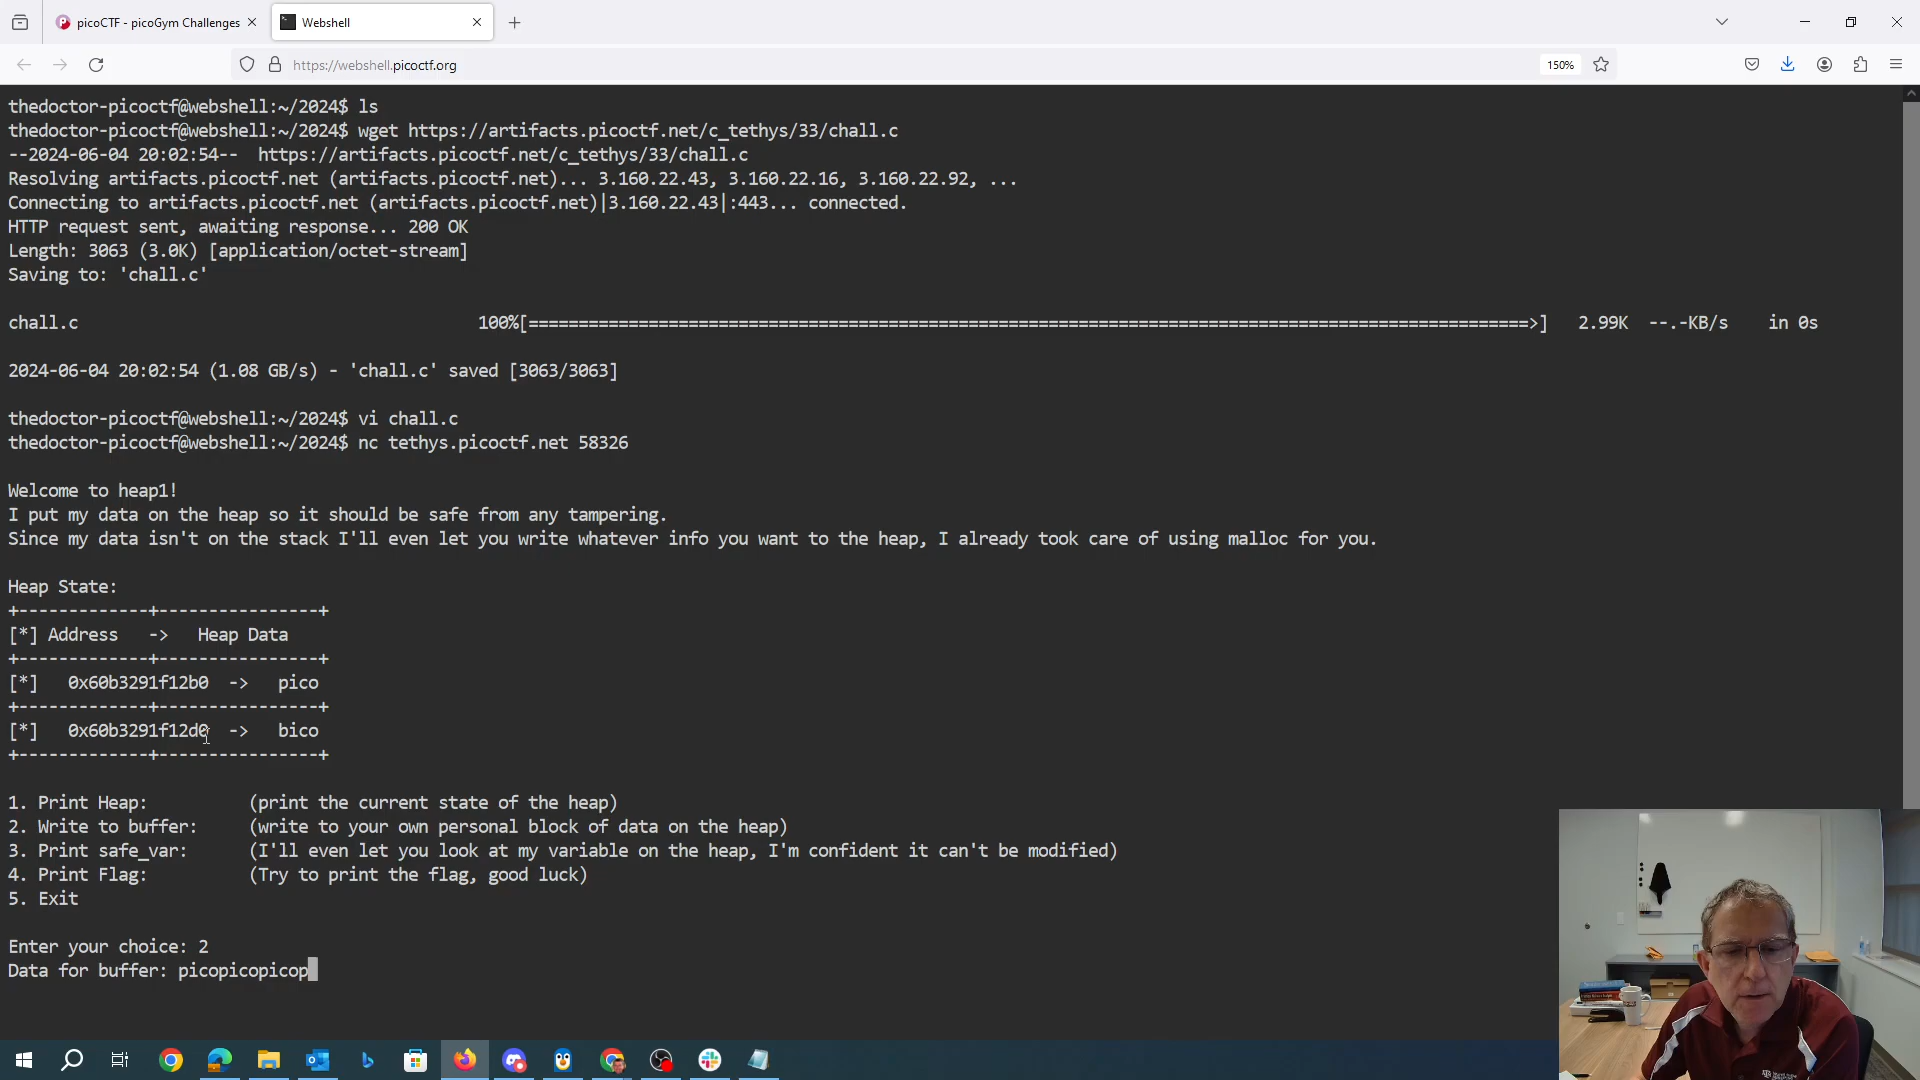 picoCTF - picoGym Challenges
Webshell
https://webshell.picoctf.org
150%
thedoctor-picoctf@webshell:~/2024$ ls
thedoctor-picoctf@webshell:~/2024$ wget https://artifacts.picoctf.net/c_tethys/33/chall.c
--2024-06-04 20:02:54--  https://artifacts.picoctf.net/c_tethys/33/chall.c
Resolving artifacts.picoctf.net (artifacts.picoctf.net)... 3.160.22.43, 3.160.22.16, 3.160.22.92, ...
Connecting to artifacts.picoctf.net (artifacts.picoctf.net)|3.160.22.43|:443... connected.
HTTP request sent, awaiting response... 200 OK
Length: 3063 (3.0K) [application/octet-stream]
Saving to: 'chall.c'
chall.c 100%[====================================================================================================>] 2.99K --.-KB/s in 0s
2024-06-04 20:02:54 (1.08 GB/s) - 'chall.c' saved [3063/3063]
thedoctor-picoctf@webshell:~/2024$ vi chall.c
thedoctor-picoctf@webshell:~/2024$ nc tethys.picoctf.net 58326
Welcome to heap1!
I put my data on the heap so it should be safe from any tampering.
Since my data isn't on the stack I'll even let you write whatever info you want to the heap, I already took care of using malloc for you.
Heap State:
+-------------+----------------+
[*] Address   ->   Heap Data
+-------------+----------------+
[*]   0x60b3291f12b0  ->   pico
+-------------+----------------+
[*]   0x60b3291f12d0  ->   bico
+-------------+----------------+
1. Print Heap:          (print the current state of the heap)
2. Write to buffer:     (write to your own personal block of data on the heap)
3. Print safe_var:      (I'll even let you look at my variable on the heap, I'm confident it can't be modified)
4. Print Flag:          (Try to print the flag, good luck)
5. Exit
Enter your choice: 2
Data for buffer: picopicopicop